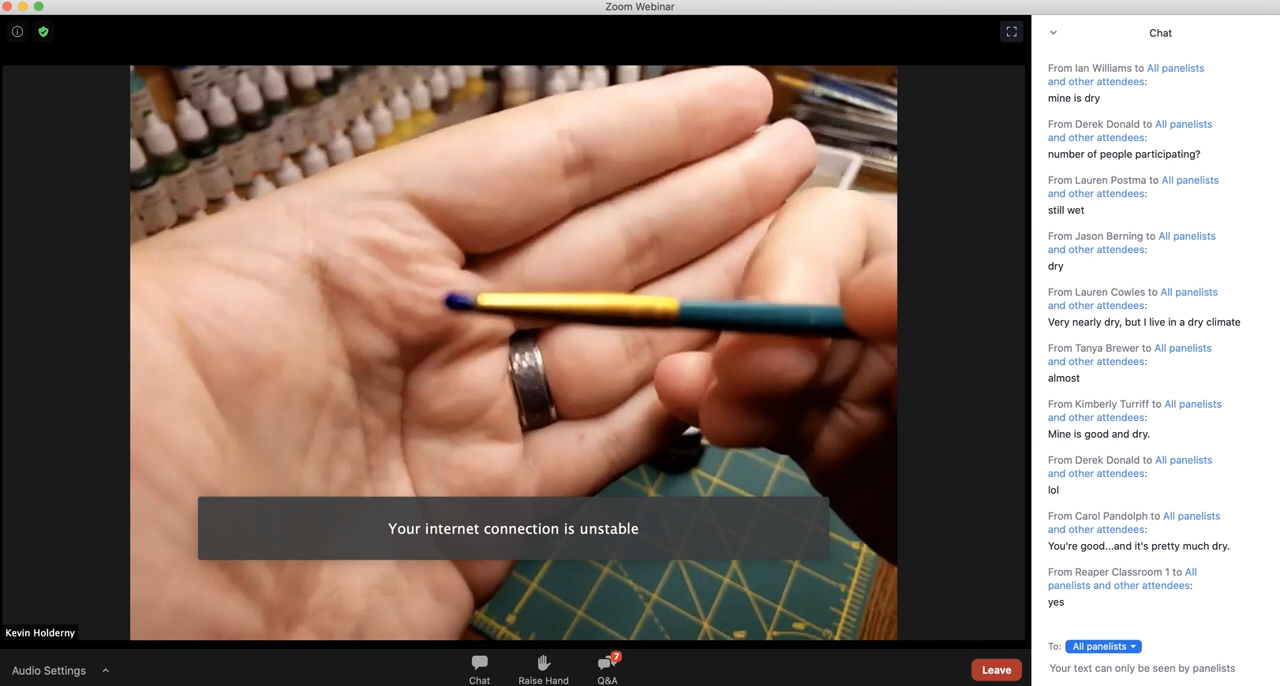 Zoom Webinar
Chat
From Ian Williams to All panelists
and other attendees:
mine is dry
From Derek Donald to All panelists
and other attendees:
number of people participating?
From Lauren Postma to All panelists
and other attendees:
still wet
From Jason Berning to All panelists
and other attendees:
dry
From Lauren Cowles to All panelists
and other attendees:
Very nearly dry, but I live in a dry climate
From Tanya Brewer to All panelists
and other attendees:
almost
From Kimberly Turriff to All panelists
and other attendees:
Mine is good and dry.
From Derek Donald to All panelists
and other attendees:
lol
From Carol Pandolph to All panelists
and other attendees:
You're good...and it's pretty much dry.
From Reaper Classroom 1 to All
panelists and other attendees:
yes
To: All panelists
Your text can only be seen by panelists
Your internet connection is unstable
Kevin Holderny
Audio Settings
Chat
Raise Hand
7
Q&A
Leave